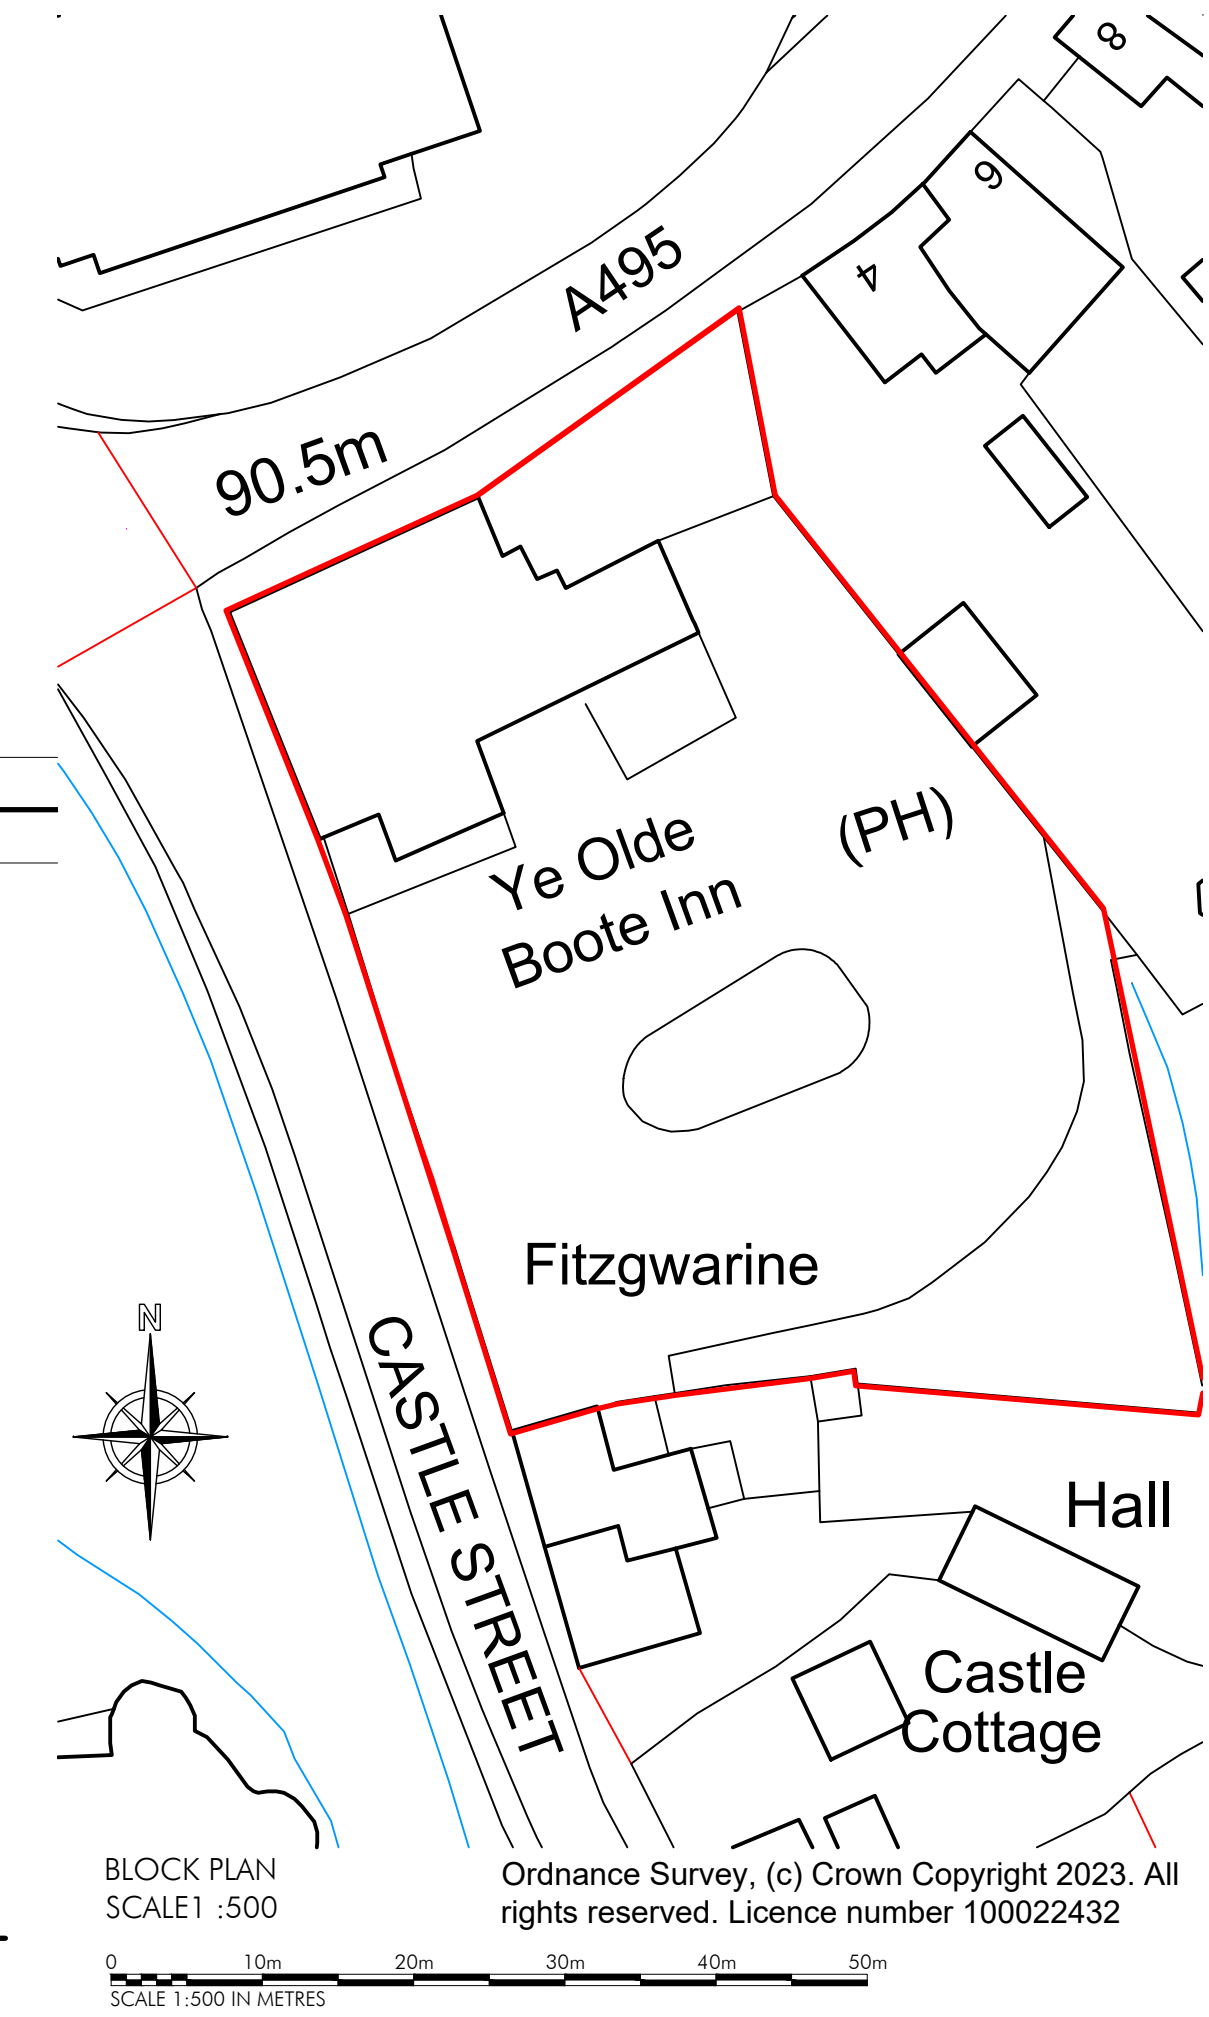 8
6
4
A495
90.5m
Ye Olde
Boote Inn
(PH)
Fitzgwarine
N
CASTLE STREET
Hall
Castle
Cottage
BLOCK PLAN
SCALE1 :500
Ordnance Survey, (c) Crown Copyright 2023. All
rights reserved. Licence number 100022432
0 10m 20m 30m 40m 50m
SCALE 1:500 IN METRES